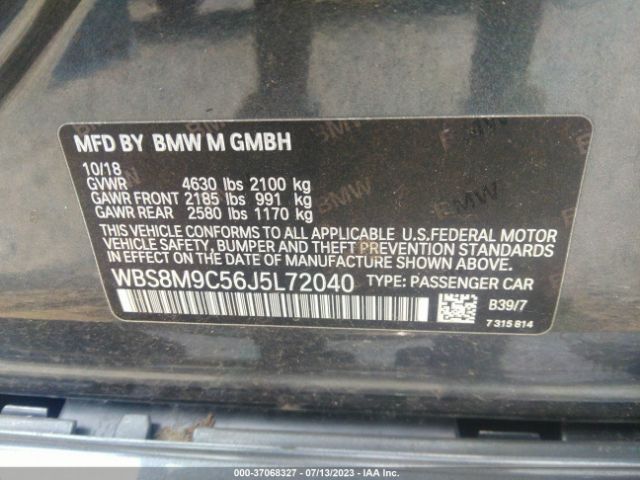 MFD BY BMW M GMBH
10/18
GVWR 4630 lbs 2100 kg
GAWR FRONT 2185 lbs 991 kg
GAWR REAR 2580 lbs 1170 kg
THIS VEHICLE CONFORMS TO ALL APPLICABLE U.S.FEDERAL MOTOR
VEHICLE SAFETY, BUMPER AND THEFT PREVENTION STANDARDS
IN EFFECT ON THE DATE OF MANUFACTURE SHOWN ABOVE.
WBS8M9C56J5L72040 TYPE: PASSENGER CAR
B39/7
7 315 814
000-37068327 - 07/13/2023 - IAA Inc.